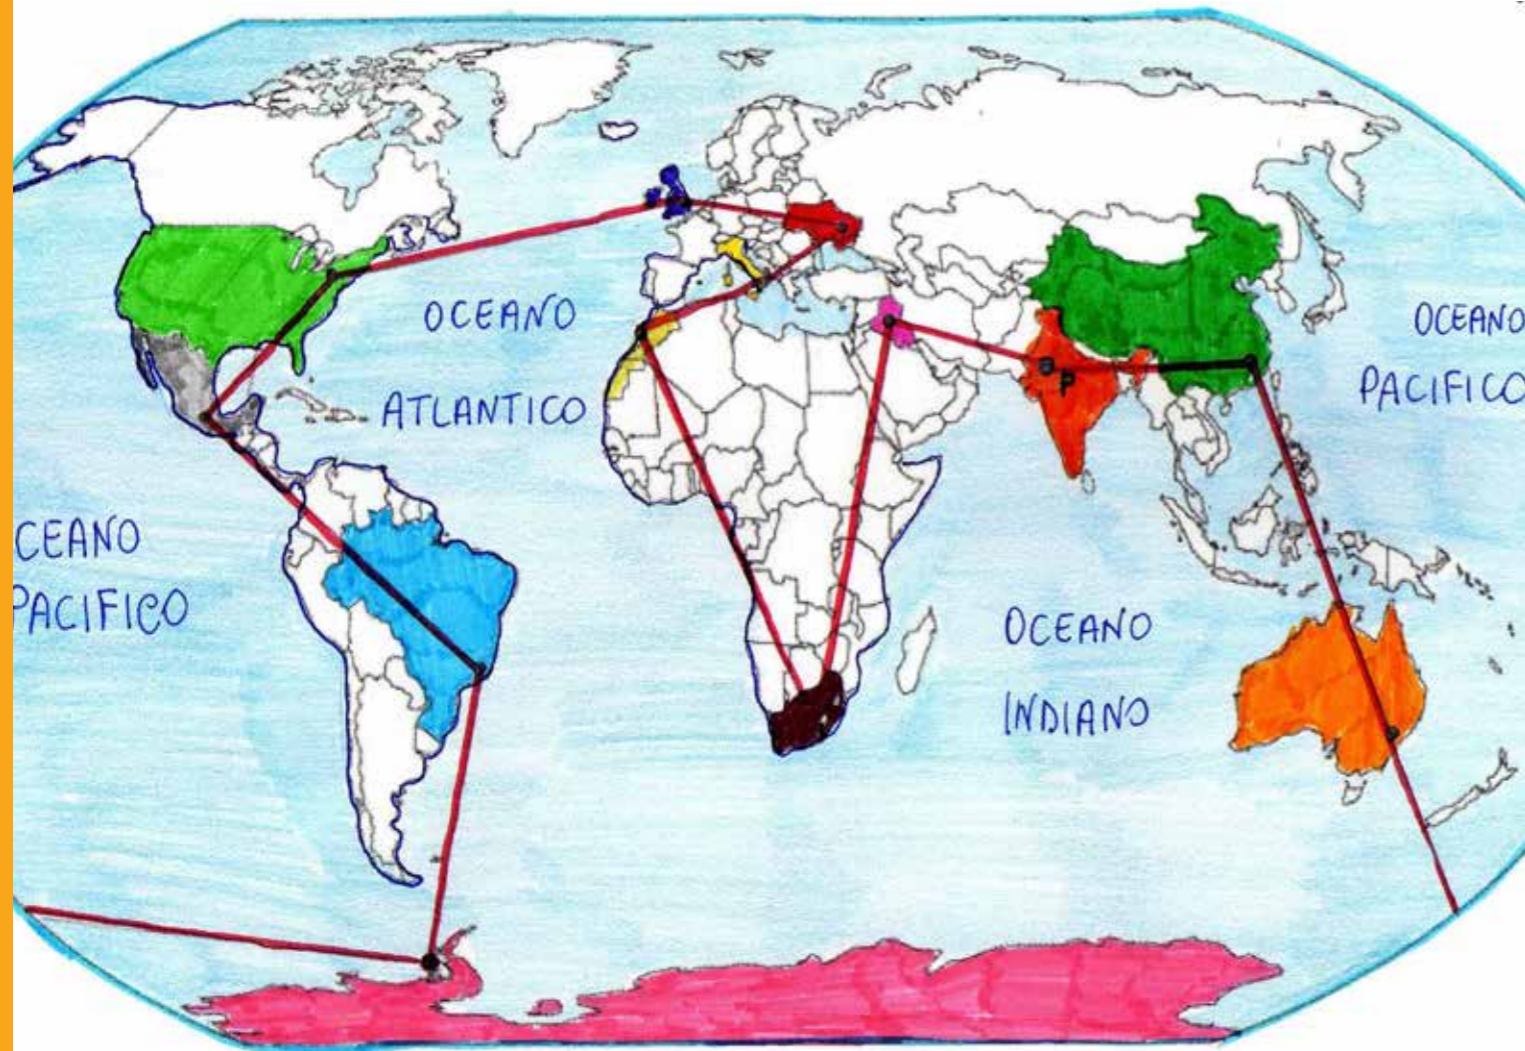 OCEANO
ATLANTICO
OCEANO
PACIFICO
CEANO
PACIFICO
OCEANO
INDIANO
P